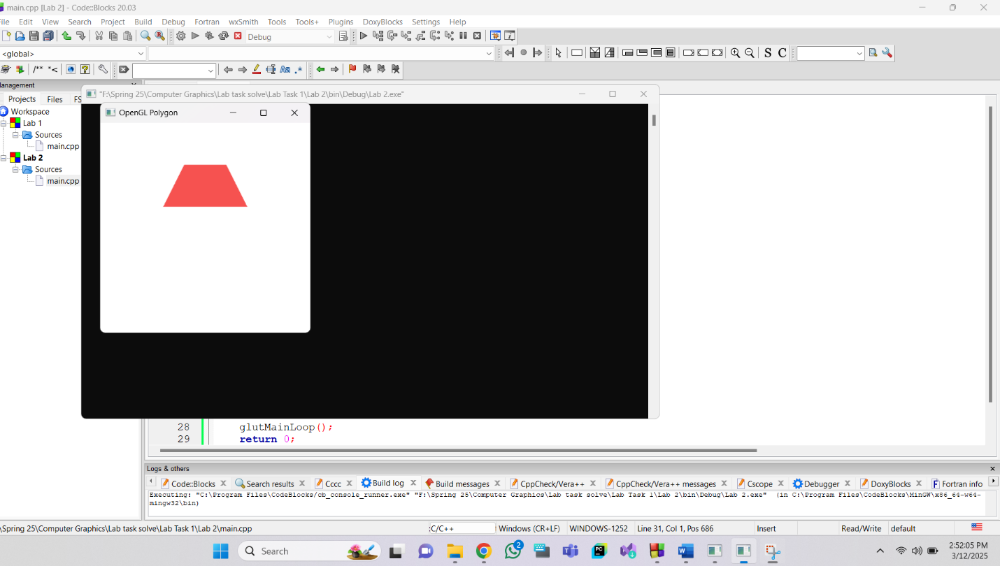 main.cpp [Lab 2] - Code::Blocks 20.03
File Edit View Search Project Build Debug Fortran wxSmith Tools Tools+ Plugins DoxyBlocks Settings Help
Debug
<global>
S C
/** *< Aa .*
anagement
Projects Files FS
Workspace
Lab 1
Sources
main.cpp
Lab 2
Sources
main.cpp
"F:\Spring 25\Computer Graphics\Lab task solve\Lab Task 1\Lab 2\bin\Debug\Lab 2.exe"
OpenGL Polygon
28 glutMainLoop();
29 return 0;
Logs & others
Code::Blocks Search results Cccc Build log Build messages CppCheck/Vera++ CppCheck/Vera++ messages Cscope Debugger DoxyBlocks Fortran info
Executing: "C:\Program Files\CodeBlocks/cb_console_runner.exe" "F:\Spring 25\Computer Graphics\Lab task solve\Lab Task 1\Lab 2\bin\Debug\Lab 2.exe" (in C:\Program Files\CodeBlocks\MinGW\x86_64-w64-
mingw32\bin)
\Spring 25\Computer Graphics\Lab task solve\Lab Task 1\Lab 2\main.cpp C/C++ Windows (CR+LF) WINDOWS-1252 Line 31, Col 1, Pos 686 Insert Read/Write default
Search 2 PC W
2:52:05 PM
3/12/2025